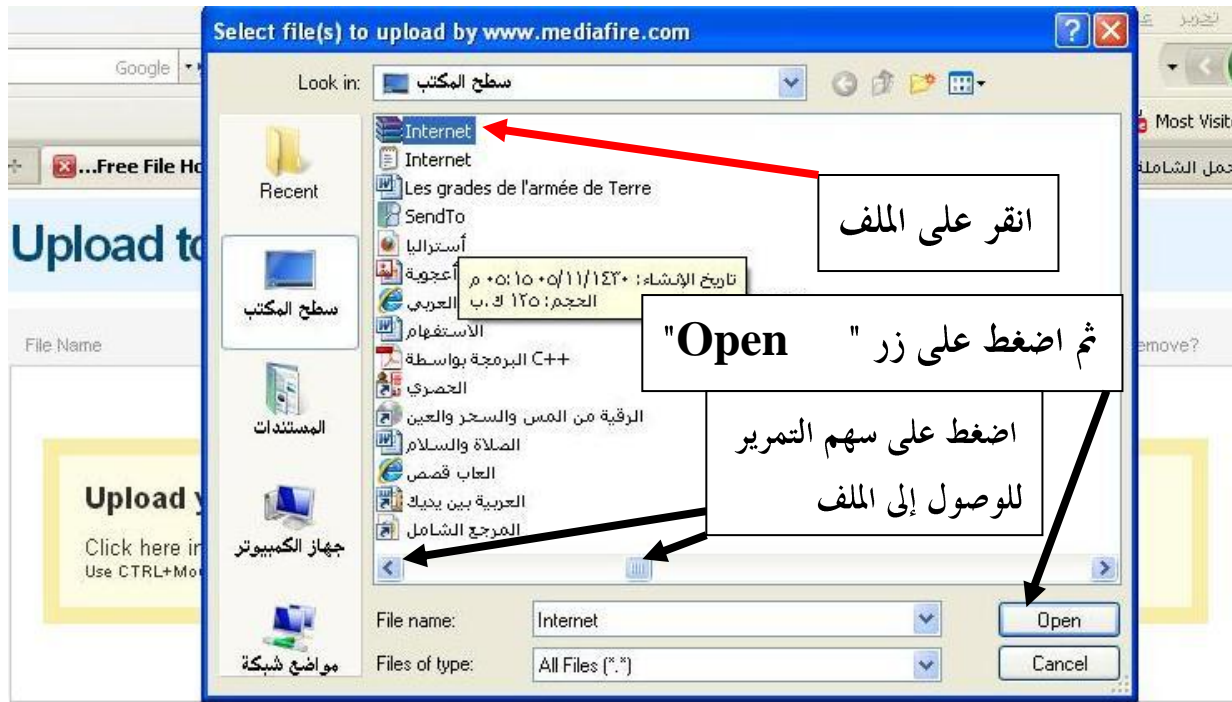 Select file(s) to upload by www.mediafire.com
تحرير
Google
Look in:
سطح المكتب
Most Visit
...Free File Ho
حمل الشاملة
Upload to
File Name
emove?
Upload y
Click here in
Use CTRL+Mo
Recent
سطح المكتب
المستندات
جهاز الكمبيوتر
مواضع شبكة
Internet
Internet
Les grades de l'armée de Terre
SendTo
أستراليا
أعجوبة
العربي
الاستفهام
البرمجة بواسطة C++
الحصري
الرقية من المس والسحر والعين
الصلاة والسلام
العاب قصص
العربية بين يديك
المرجع الشامل
تاريخ الإنشاء: ٠٥/١١/١٤٣٠ ٠٥:١٥ م
الحجم: ١٢٥ ك.ب
انقر على الملف
ثم اضغط على زر " Open"
اضغط على سهم التمرير
للوصول إلى الملف
File name:
Internet
Open
Files of type:
All Files (*.*)
Cancel